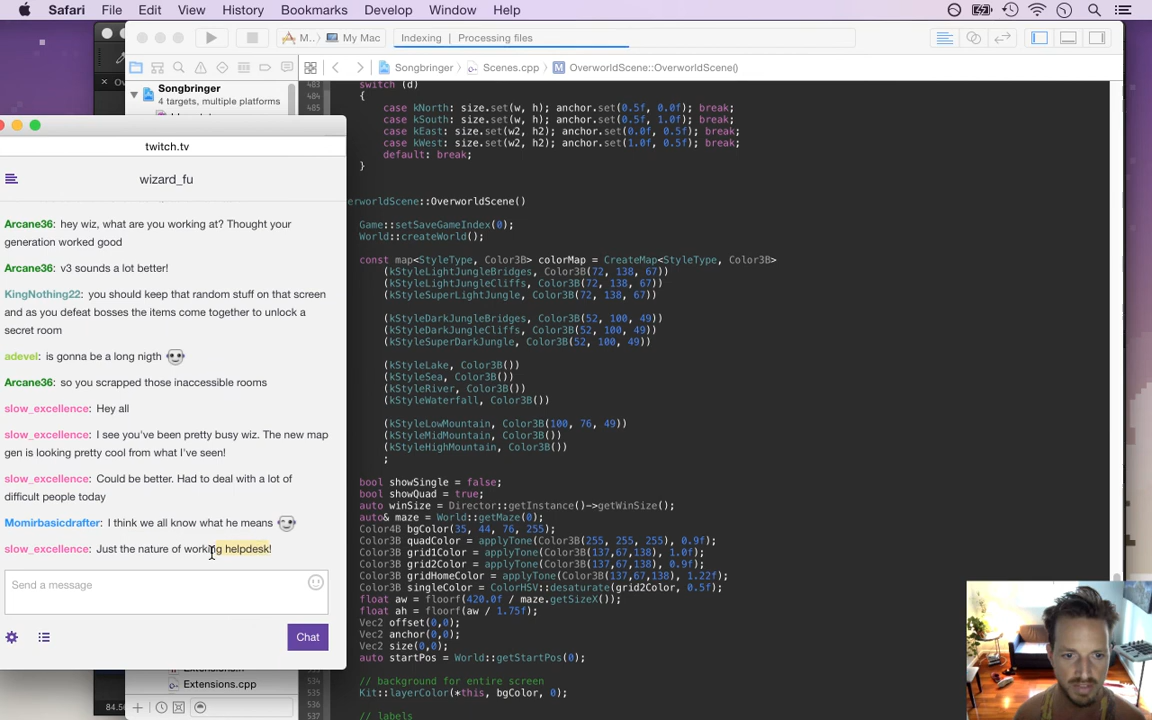 Safari File Edit View History Bookmarks Develop Window Help
M... My Mac
Indexing | Processing files
Songbringer Scenes.cpp OverworldScene::OverworldScene()
Songbringer
4 targets, multiple platforms
twitch.tv
wizard_fu
Arcane36: hey wiz, what are you working at? Thought your
generation worked good
Arcane36: v3 sounds a lot better!
KingNothing22: you should keep that random stuff on that screen
and as you defeat bosses the items come together to unlock a
secret room
adevel: is gonna be a long nigth
Arcane36: so you scrapped those inaccessible rooms
slow_excellence: Hey all
slow_excellence: I see you've been pretty busy wiz. The new map
gen is looking pretty cool from what I've seen!
slow_excellence: Could be better. Had to deal with a lot of
difficult people today
Momirbasicdrafter: I think we all know what he means
slow_excellence: Just the nature of working helpdesk!
Send a message
Chat
Extensions.cpp
84.5
483
484
485
switch (d)
{
case kNorth: size.set(w, h); anchor.set(0.5f, 0.0f); break;
case kSouth: size.set(w, h); anchor.set(0.5f, 1.0f); break;
case kEast: size.set(w2, h2); anchor.set(0.0f, 0.5f); break;
case kWest: size.set(w2, h2); anchor.set(1.0f, 0.5f); break;
default: break;
}
erworldScene::OverworldScene()
Game::setSaveGameIndex(0);
World::createWorld();
const map<StyleType, Color3B> colorMap = CreateMap<StyleType, Color3B>
(kStyleLightJungleBridges, Color3B(72, 138, 67))
(kStyleLightJungleCliffs, Color3B(72, 138, 67))
(kStyleSuperLightJungle, Color3B(72, 138, 67))
(kStyleDarkJungleBridges, Color3B(52, 100, 49))
(kStyleDarkJungleCliffs, Color3B(52, 100, 49))
(kStyleSuperDarkJungle, Color3B(52, 100, 49))
(kStyleLake, Color3B())
(kStyleSea, Color3B())
(kStyleRiver, Color3B())
(kStyleWaterfall, Color3B())
(kStyleLowMountain, Color3B(100, 76, 49))
(kStyleMidMountain, Color3B())
(kStyleHighMountain, Color3B())
;
bool showSingle = false;
bool showQuad = true;
auto winSize = Director::getInstance()->getWinSize();
auto& maze = World::getMaze(0);
Color4B bgColor(35, 44, 76, 255);
Color3B quadColor = applyTone(Color3B(255, 255, 255), 0.9f);
Color3B grid1Color = applyTone(Color3B(137,67,138), 1.0f);
Color3B grid2Color = applyTone(Color3B(137,67,138), 0.9f);
Color3B gridHomeColor = applyTone(Color3B(137,67,138), 1.22f);
Color3B singleColor = ColorHSV::desaturate(grid2Color, 0.5f);
float aw = floorf(420.0f / maze.getSizeX());
float ah = floorf(aw / 1.75f);
Vec2 offset(0,0);
Vec2 anchor(0,0);
Vec2 size(0,0);
auto startPos = World::getStartPos(0);
// background for entire screen
Kit::layerColor(*this, bgColor, 0);
// labels
534
535
536
537